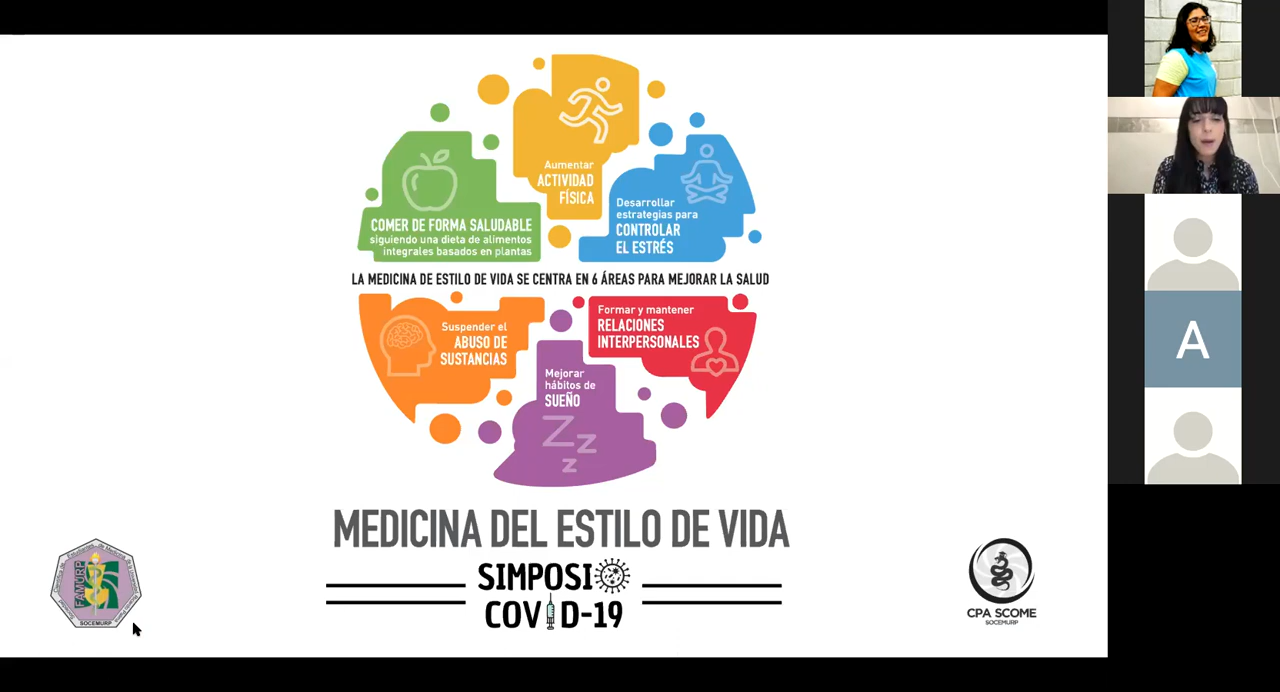 Aumentar
ACTIVIDAD
FÍSICA
COMER DE FORMA SALUDABLE
siguiendo una dieta de alimentos
integrales basados en plantas
Desarrollar
estrategias para
CONTROLAR
EL ESTRÉS
LA MEDICINA DE ESTILO DE VIDA SE CENTRA EN 6 ÁREAS PARA MEJORAR LA SALUD
Suspender el
ABUSO DE
SUSTANCIAS
Formar y mantener
RELACIONES
INTERPERSONALES
Mejorar
hábitos de
SUEÑO
Zzz
MEDICINA DEL ESTILO DE VIDA
SIMPOSIO
COVID-19
FAMURP
SOCEMURP
CPA SCOME
SOCEMURP
A